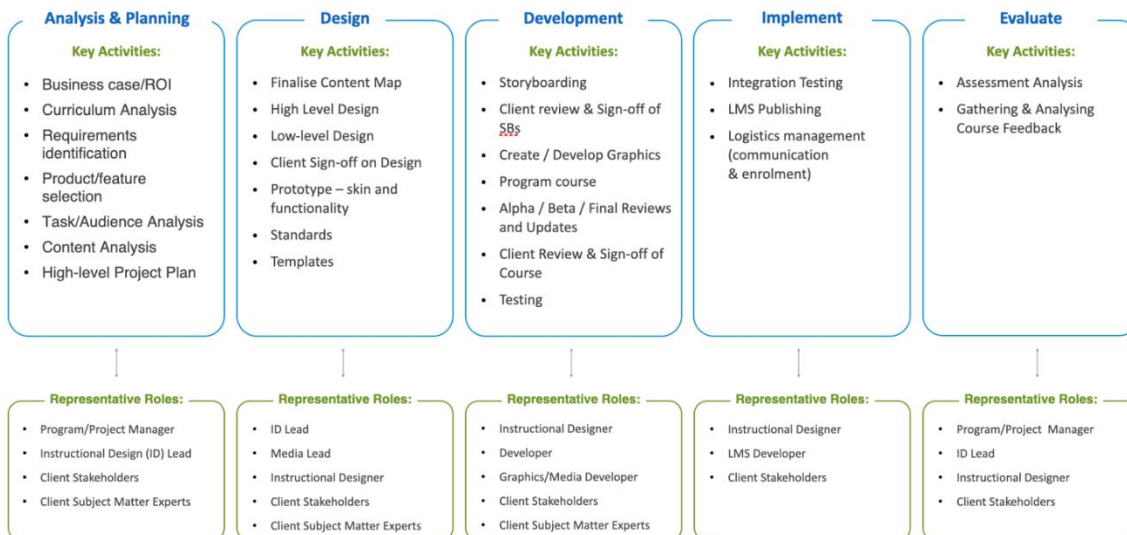 Analysis & Planning
Key Activities:
• Business case/ROI
• Curriculum Analysis
• Requirements
identification
• Product/feature
selection
• Task/Audience Analysis
• Content Analysis
• High-level Project Plan
Representative Roles:
• Program/Project Manager
• Instructional Design (ID) Lead
• Client Stakeholders
• Client Subject Matter Experts
Design
Key Activities:
• Finalise Content Map
• High Level Design
• Low-level Design
• Client Sign-off on Design
• Prototype – skin and
functionality
• Standards
• Templates
Representative Roles:
• ID Lead
• Media Lead
• Instructional Designer
• Client Stakeholders
• Client Subject Matter Experts
Development
Key Activities:
• Storyboarding
• Client review & Sign-off of
SBs
• Create / Develop Graphics
• Program course
• Alpha / Beta / Final Reviews
and Updates
• Client Review & Sign-off of
Course
• Testing
Representative Roles:
• Instructional Designer
• Developer
• Graphics/Media Developer
• Client Stakeholders
• Client Subject Matter Experts
Implement
Key Activities:
• Integration Testing
• LMS Publishing
• Logistics management
(communication
& enrolment)
Representative Roles:
• Instructional Designer
• LMS Developer
• Client Stakeholders
Evaluate
Key Activities:
• Assessment Analysis
• Gathering & Analysing
Course Feedback
Representative Roles:
• Program/Project Manager
• ID Lead
• Instructional Designer
• Client Stakeholders